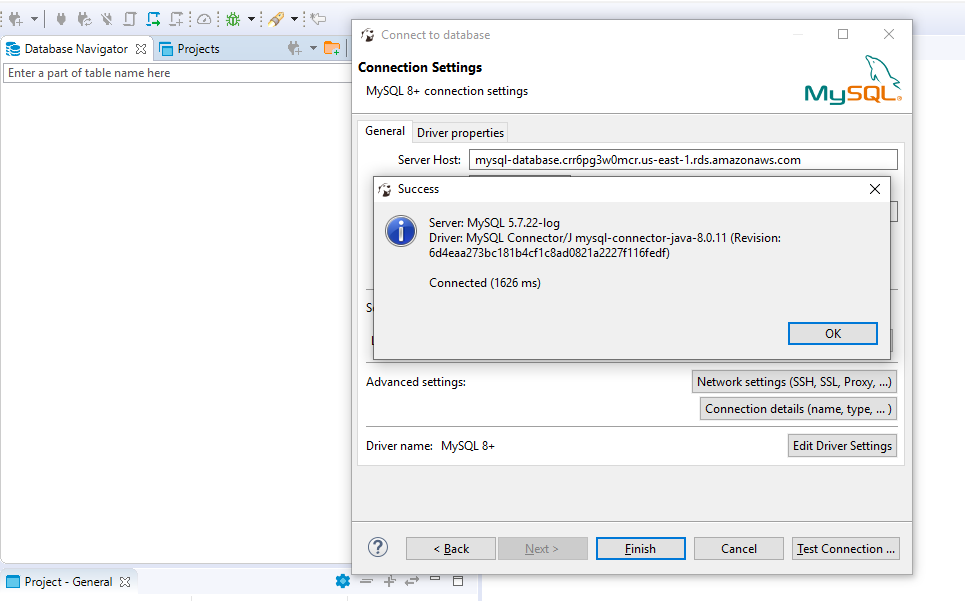 Connect to database
Database Navigator
Projects
Enter a part of table name here
Connection Settings
MySQL 8+ connection settings
MySQL
General
Driver properties
Server Host:
mysql-database.crr6pg3w0mcr.us-east-1.rds.amazonaws.com
Success
Server: MySQL 5.7.22-log
Driver: MySQL Connector/J mysql-connector-java-8.0.11 (Revision:
6d4eaa273bc181b4cf1c8ad0821a2227f116fedf)
Connected (1626 ms)
OK
Advanced settings:
Network settings (SSH, SSL, Proxy, ...)
Connection details (name, type, ... )
Driver name: MySQL 8+
Edit Driver Settings
< Back
Next >
Finish
Cancel
Test Connection ...
Project - General